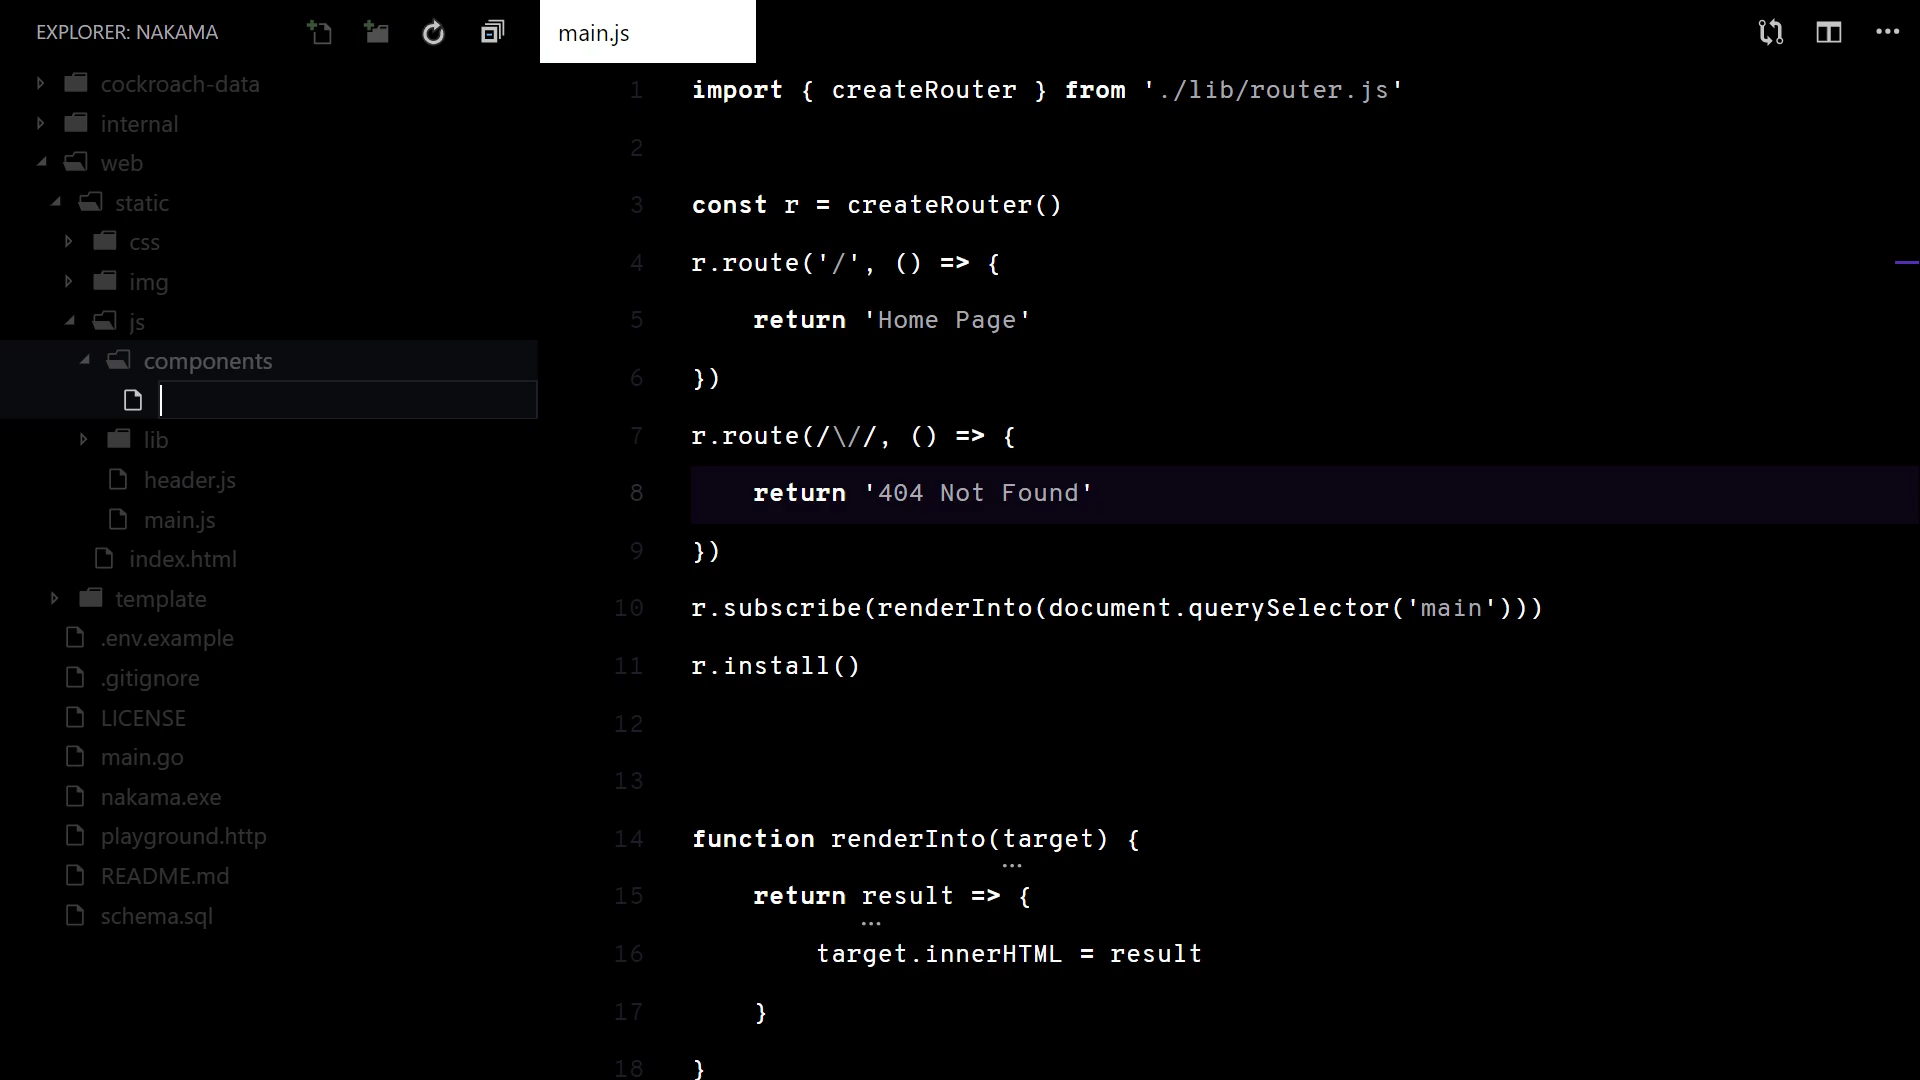 EXPLORER: NAKAMA
cockroach-data
internal
web
static
css
img
js
components
lib
header.js
main.js
index.html
template
.env.example
.gitignore
LICENSE
main.go
nakama.exe
playground.http
README.md
schema.sql
main.js
1 import { createRouter } from './lib/router.js'
2
3 const r = createRouter()
4 r.route('/', () => {
5     return 'Home Page'
6 })
7 r.route(/\//, () => {
8     return '404 Not Found'
9 })
10 r.subscribe(renderInto(document.querySelector('main')))
11 r.install()
12
13
14 function renderInto(target) {
15     return result => {
16         target.innerHTML = result
17     }
18 }